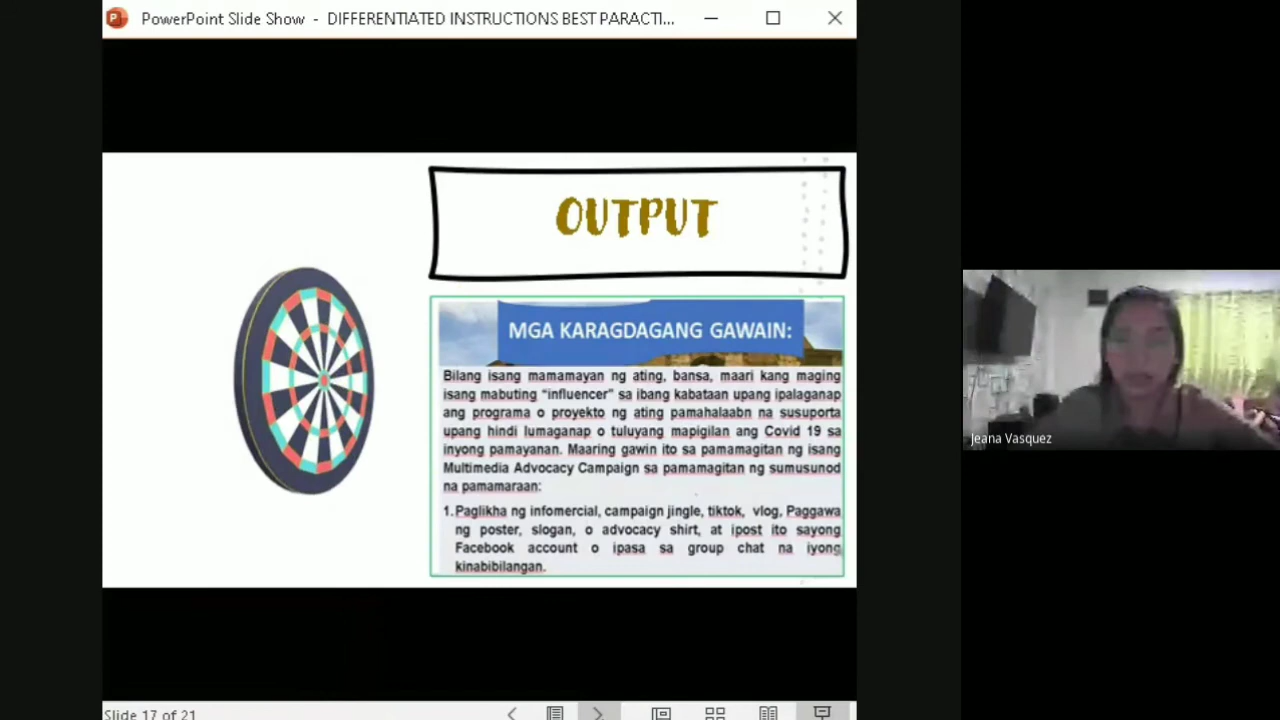 PowerPoint Slide Show - DIFFERENTIATED INSTRUCTIONS BEST PARACTI...
OUTPUT
MGA KARAGDAGANG GAWAIN:
Bilang isang mamamayan ng ating, bansa, maari kang maging
isang mabuting “influencer” sa ibang kabataan upang ipalaganap
ang programa o proyekto ng ating pamahalaabn na susuporta
upang hindi lumaganap o tuluyang mapigilan ang Covid 19 sa
inyong pamayanan. Maaring gawin ito sa pamamagitan ng isang
Multimedia Advocacy Campaign sa pamamagitan ng sumusunod
na pamamaraan:
1. Paglikha ng infomercial, campaign jingle, tiktok, vlog, Paggawa
ng poster, slogan, o advocacy shirt, at ipost ito sayong
Facebook account o ipasa sa group chat na iyong
kinabibilangan.
Jeana Vasquez
Slide 17 of 21